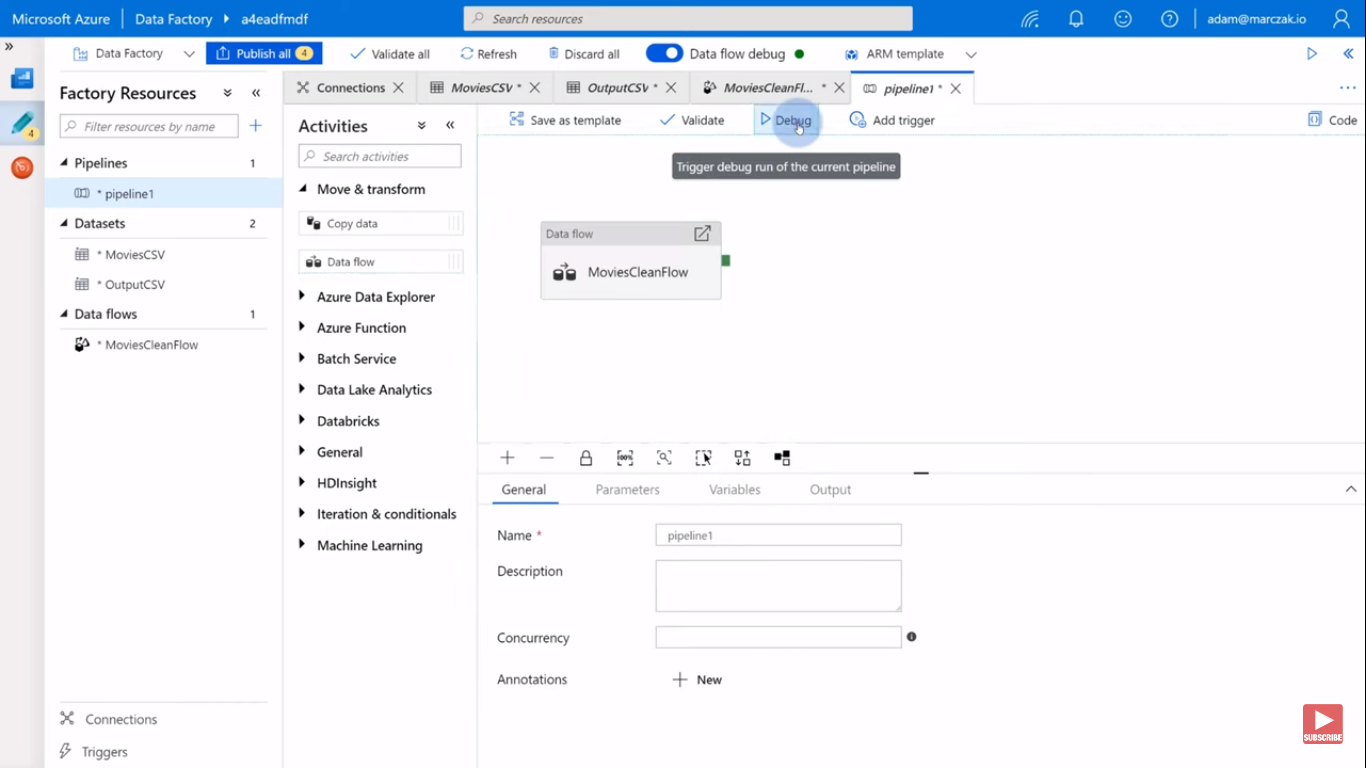 Microsoft Azure Data Factory a4eadfmdf Search resources adam@marczak.io
Data Factory Publish all 4 Validate all Refresh Discard all Data flow debug ARM template
Factory Resources
Filter resources by name
Pipelines 1
* pipeline1
Datasets 2
* MoviesCSV
* OutputCSV
Data flows 1
* MoviesCleanFlow
Connections
Triggers
4
Connections MoviesCSV * OutputCSV * MoviesCleanFl... * pipeline1 *
Activities
Search activities
Move & transform
Copy data
Data flow
Azure Data Explorer
Azure Function
Batch Service
Data Lake Analytics
Databricks
General
HDInsight
Iteration & conditionals
Machine Learning
Save as template Validate Debug Add trigger Code
Trigger debug run of the current pipeline
Data flow
MoviesCleanFlow
100%
General Parameters Variables Output
Name * pipeline1
Description
Concurrency
Annotations New
SUBSCRIBE